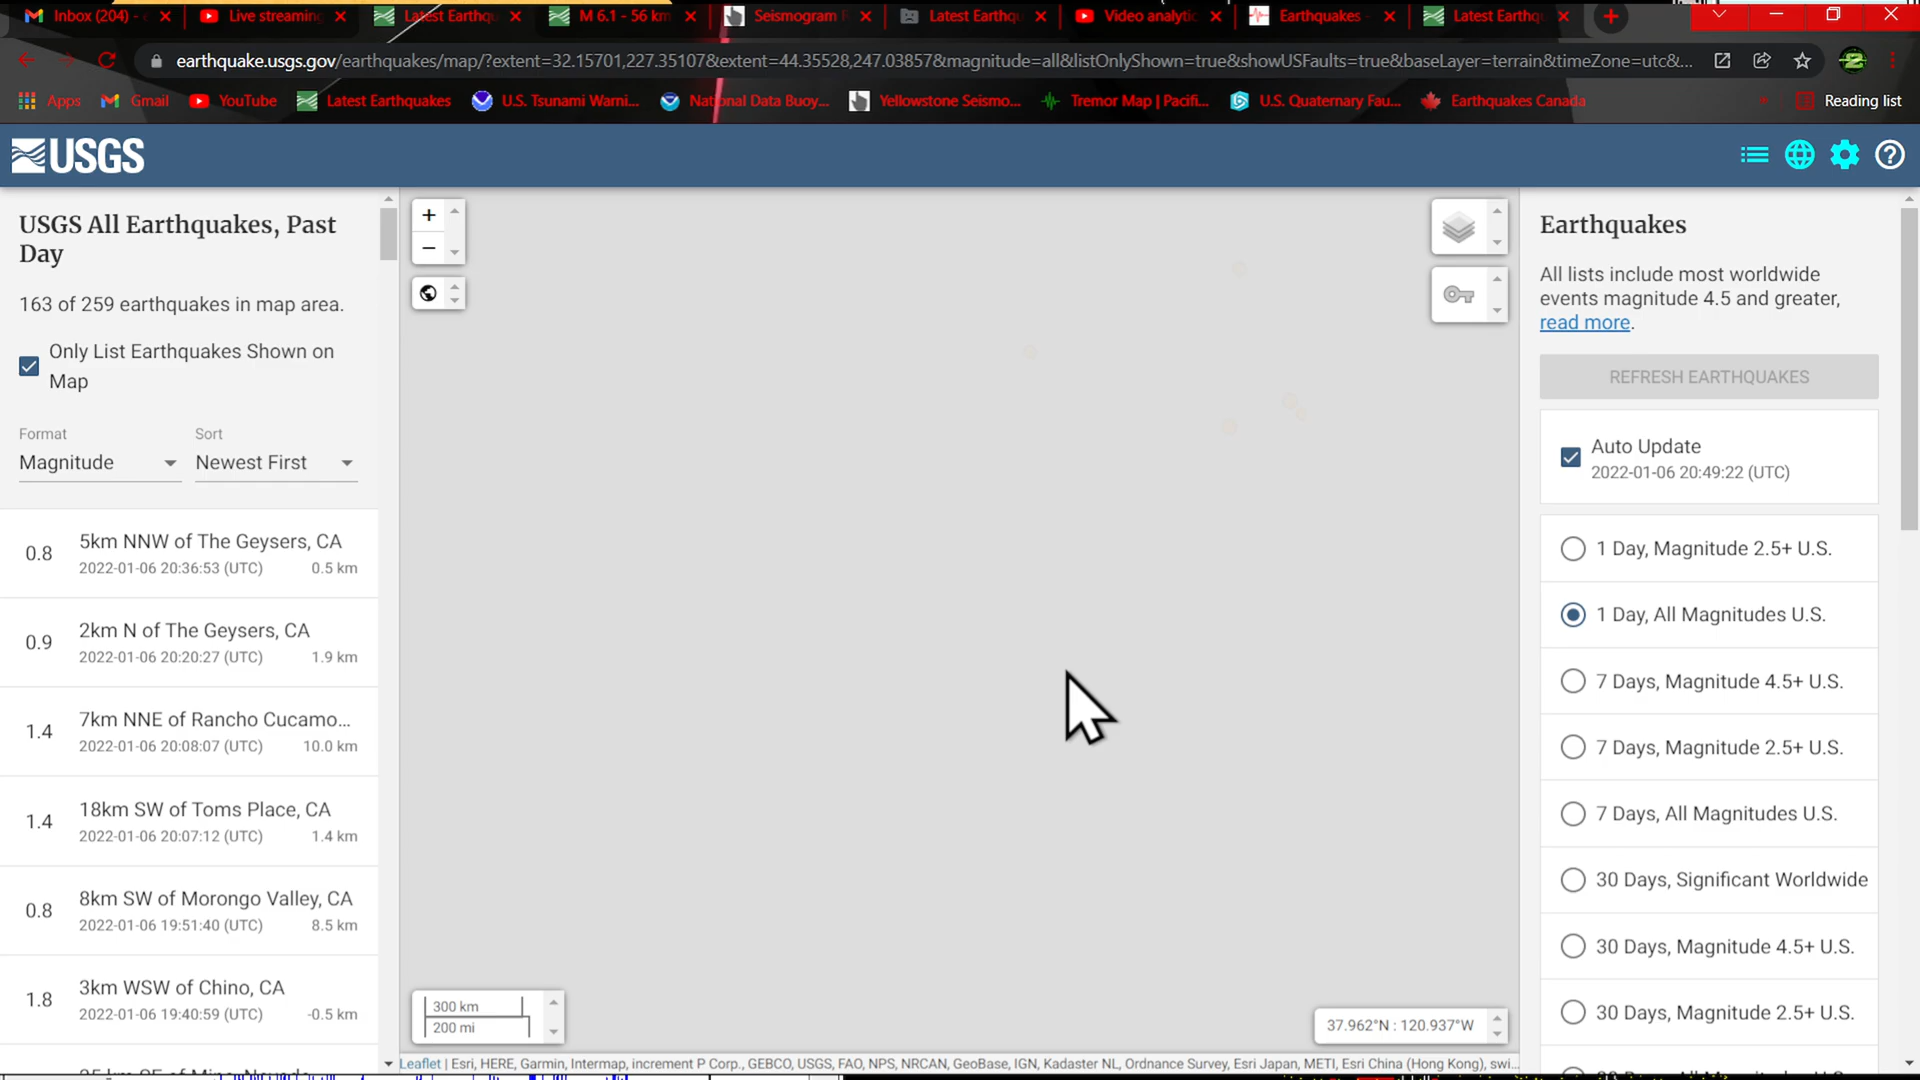 Inbox (204) -
Live streaming
Latest Earthqu
M 6.1 - 56 km
Seismogram
Latest Earthqu
Video analytic
Earthquakes -
Latest Earthqu
earthquake.usgs.gov/earthquakes/map/?extent=32.15701,227.35107&extent=44.35528,247.03857&magnitude=all&listOnlyShown=true&showUSFaults=true&baseLayer=terrain&timeZone=utc&...
Apps
Gmail
YouTube
Latest Earthquakes
U.S. Tsunami Warni...
National Data Buoy...
Yellowstone Seismo...
Tremor Map | Pacifi...
U.S. Quaternary Fau...
Earthquakes Canada
Reading list
USGS
USGS All Earthquakes, Past
Day
163 of 259 earthquakes in map area.
Only List Earthquakes Shown on
Map
Format
Sort
Magnitude
Newest First
0.8
5km NNW of The Geysers, CA
2022-01-06 20:36:53 (UTC)
0.5 km
0.9
2km N of The Geysers, CA
2022-01-06 20:20:27 (UTC)
1.9 km
1.4
7km NNE of Rancho Cucamo...
2022-01-06 20:08:07 (UTC)
10.0 km
1.4
18km SW of Toms Place, CA
2022-01-06 20:07:12 (UTC)
1.4 km
0.8
8km SW of Morongo Valley, CA
2022-01-06 19:51:40 (UTC)
8.5 km
1.8
3km WSW of Chino, CA
2022-01-06 19:40:59 (UTC)
-0.5 km
+
−
300 km
200 mi
37.962°N : 120.937°W
Leaflet | Esri, HERE, Garmin, Intermap, increment P Corp., GEBCO, USGS, FAO, NPS, NRCAN, GeoBase, IGN, Kadaster NL, Ordnance Survey, Esri Japan, METI, Esri China (Hong Kong), swi...
Earthquakes
All lists include most worldwide
events magnitude 4.5 and greater,
read more.
REFRESH EARTHQUAKES
Auto Update
2022-01-06 20:49:22 (UTC)
1 Day, Magnitude 2.5+ U.S.
1 Day, All Magnitudes U.S.
7 Days, Magnitude 4.5+ U.S.
7 Days, Magnitude 2.5+ U.S.
7 Days, All Magnitudes U.S.
30 Days, Significant Worldwide
30 Days, Magnitude 4.5+ U.S.
30 Days, Magnitude 2.5+ U.S.